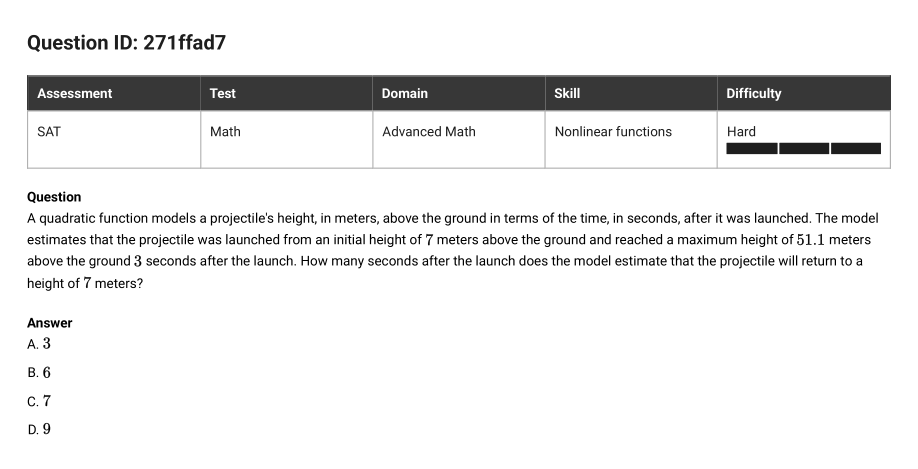 Question ID: 271ffad7
Assessment Test Domain Skill Difficulty
SAT Math Advanced Math Nonlinear functions Hard
Question
A quadratic function models a projectile's height, in meters, above the ground in terms of the time, in seconds, after it was launched. The model
estimates that the projectile was launched from an initial height of 7 meters above the ground and reached a maximum height of 51.1 meters
above the ground 3 seconds after the launch. How many seconds after the launch does the model estimate that the projectile will return to a
height of 7 meters?
Answer
A. 3
B. 6
C. 7
D. 9